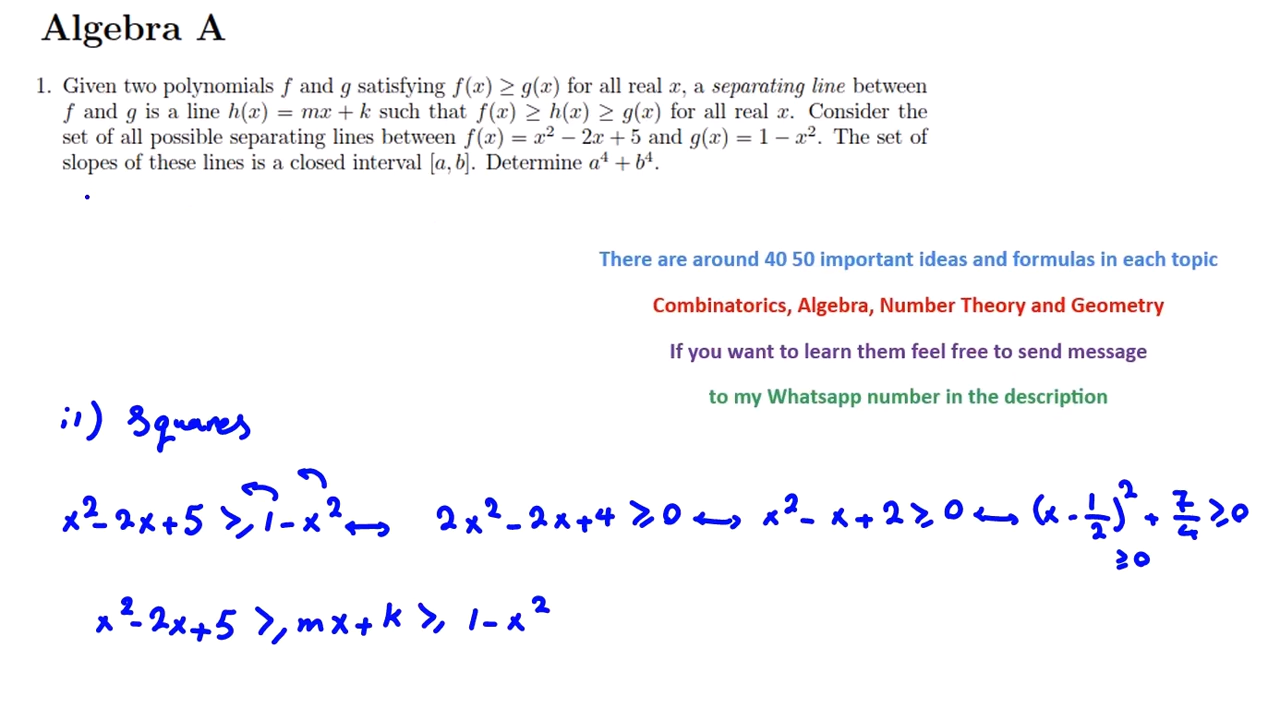 Algebra A
1. Given two polynomials f and g satisfying f(x) ≥ g(x) for all real x, a separating line between
f and g is a line h(x) = mx + k such that f(x) ≥ h(x) ≥ g(x) for all real x. Consider the
set of all possible separating lines between f(x) = x² − 2x + 5 and g(x) = 1 − x². The set of
slopes of these lines is a closed interval [a, b]. Determine a⁴ + b⁴.
There are around 40 50 important ideas and formulas in each topic
Combinatorics, Algebra, Number Theory and Geometry
If you want to learn them feel free to send message
to my Whatsapp number in the description
ii) Squares
x² - 2x + 5 ≥ 1 - x² ↔ 2x² - 2x + 4 ≥ 0 ↔ x² - x + 2 ≥ 0 ↔ (x - 1/2)² + 7/4 ≥ 0
≥ 0
x² - 2x + 5 ≥ mx + k ≥ 1 - x²